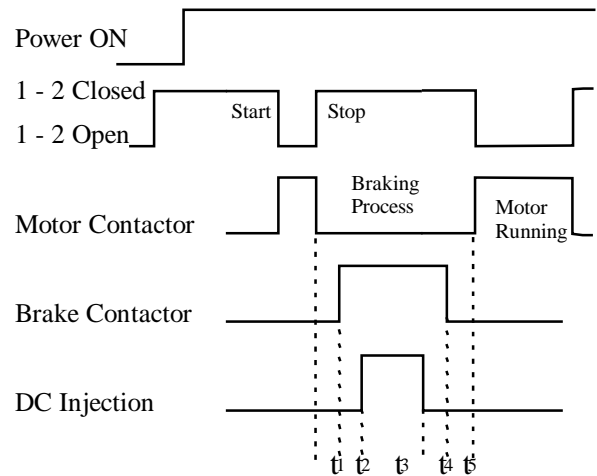 Power ON
1 - 2 Closed
Start
Stop
1 - 2 Open
Braking
Process
Motor
Running
Motor Contactor
Brake Contactor
DC Injection
t1 t2 t3 t4 t5